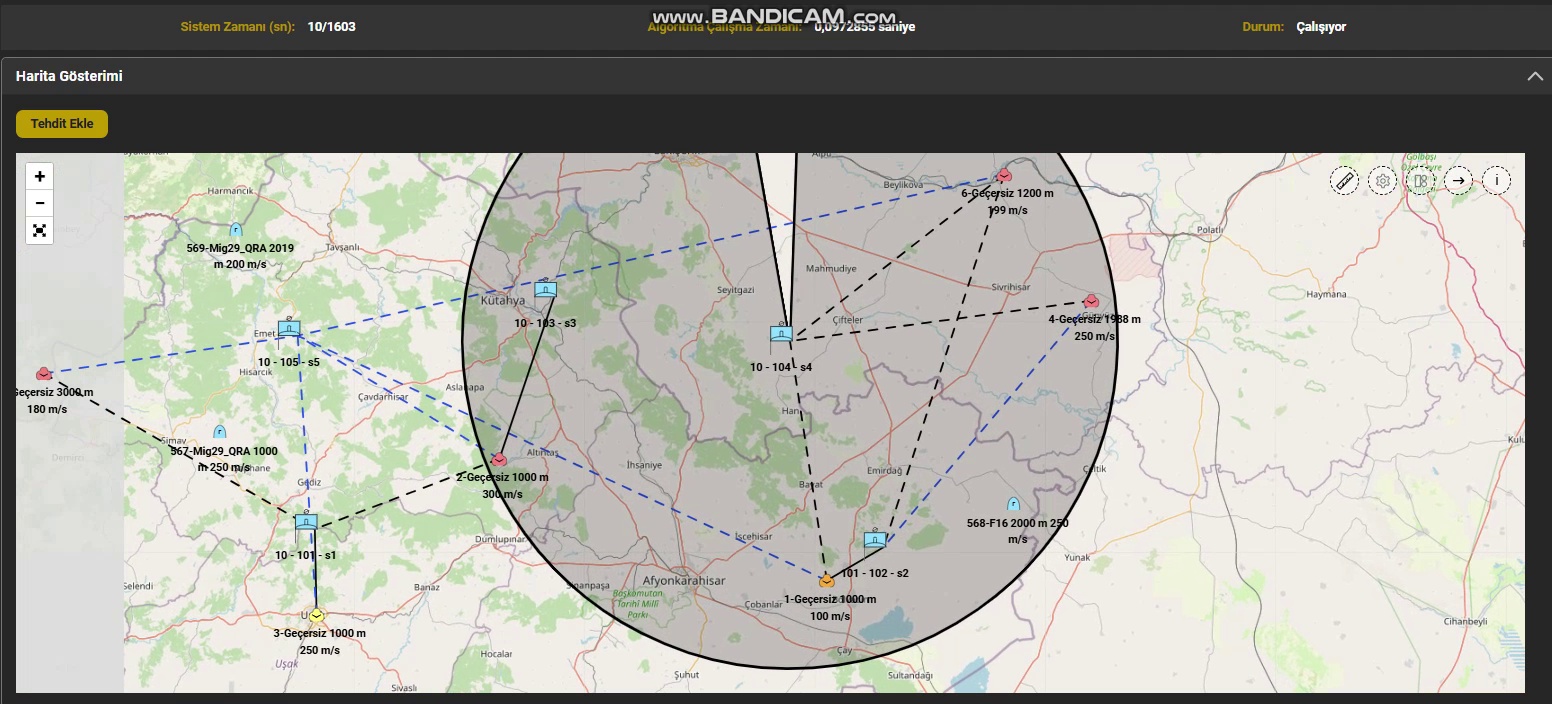 www.BANDICAM.com
Sistem Zamanı (sn): 10/1603
Algoritma Çalışma Zamanı: 0,0972855 saniye
Durum: Çalışıyor
Harita Gösterimi
Tehdit Ekle
+
−
i
Alpu
Gölbaşı
Harmancık
Beylikova
6-Geçersiz 1200 m
199 m/s
Polatlı
569-Mig29_QRA 2019
m 200 m/s
Tavşanlı
Mahmudiye
Seyitgazi
Sivrihisar
Haymana
Kütahya
10 - 103 - s3
Çifteler
4-Geçersiz 1988 m
250 m/s
Emet
10 - 105 - s5
Hisarcık
10 - 104 - s4
Geçersiz 3000 m
180 m/s
Aslanapa
Çavdarhisar
Han
Simav
567-Mig29_QRA 1000
m 250 m/s
Demirci
Altıntaş
İhsaniye
Emirdağ
Çeltik
2-Geçersiz 1000 m
300 m/s
Gediz
Bayat
568-F16 2000 m 250
m/s
10 - 101 - s1
Dumlupınar
İscehisar
Yunak
101 - 102 - s2
Selendi
Banaz
Sinanpaşa
Afyonkarahisar
Başkomutan
Tarihî Millî
Parkı
Çobanlar
1-Geçersiz 1000 m
100 m/s
Cihanbeyli
3-Geçersiz 1000 m
250 m/s
Uşak
Hocalar
Çay
Şuhut
Sultandağı
Sivaslı